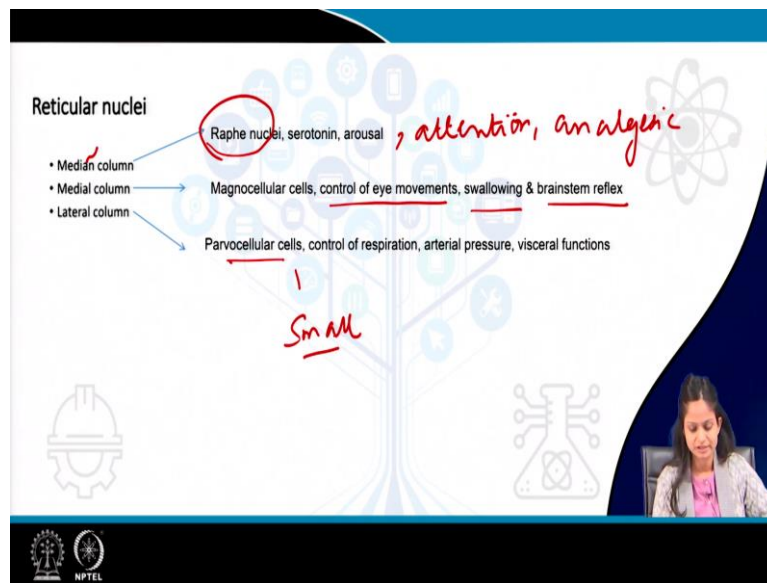 Reticular nuclei
Raphe nuclei, serotonin, arousal , attention, analgesic
• Median column
• Medial column
Magnocellular cells, control of eye movements, swallowing & brainstem reflex
• Lateral column
Parvocellular cells, control of respiration, arterial pressure, visceral functions
Small
NPTEL